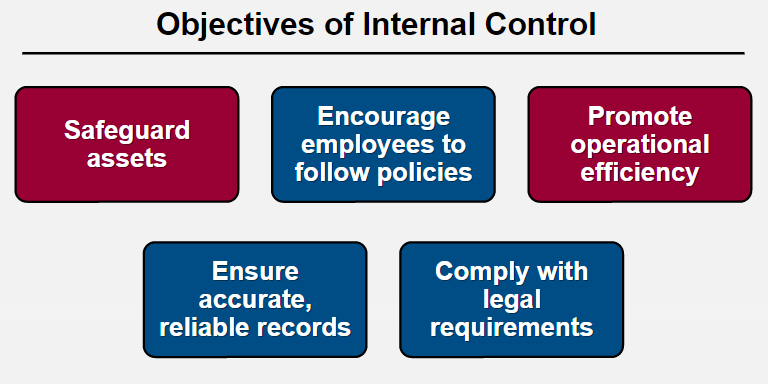 Objectives of Internal Control
Safeguard
assets
Encourage
employees to
follow policies
Promote
operational
efficiency
Ensure
accurate,
reliable records
Comply with
legal
requirements